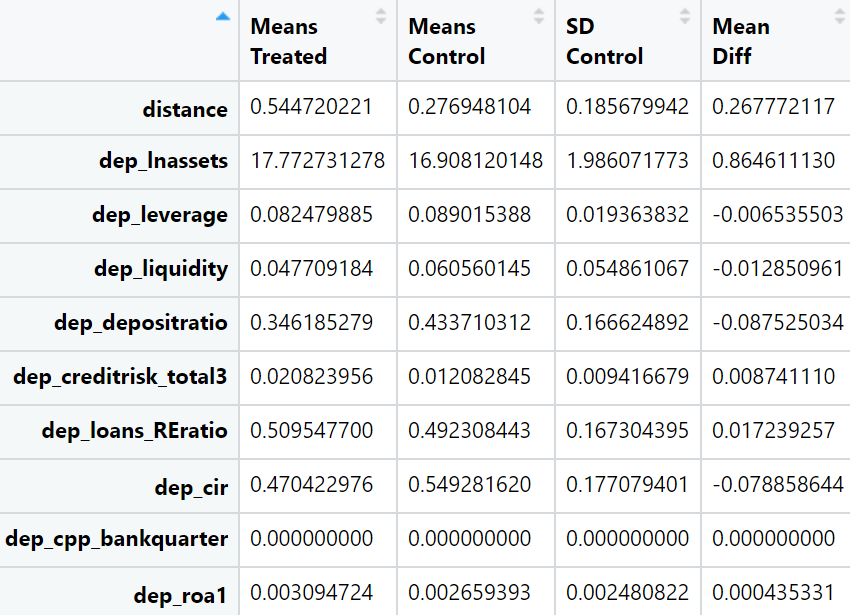 Means Treated Means Control SD Control Mean Diff
distance 0.544720221 0.276948104 0.185679942 0.267772117
dep_lnassets 17.772731278 16.908120148 1.986071773 0.864611130
dep_leverage 0.082479885 0.089015388 0.019363832 -0.006535503
dep_liquidity 0.047709184 0.060560145 0.054861067 -0.012850961
dep_depositratio 0.346185279 0.433710312 0.166624892 -0.087525034
dep_creditrisk_total3 0.020823956 0.012082845 0.009416679 0.008741110
dep_loans_REratio 0.509547700 0.492308443 0.167304395 0.017239257
dep_cir 0.470422976 0.549281620 0.177079401 -0.078858644
dep_cpp_bankquarter 0.000000000 0.000000000 0.000000000 0.000000000
dep_roa1 0.003094724 0.002659393 0.002480822 0.000435331